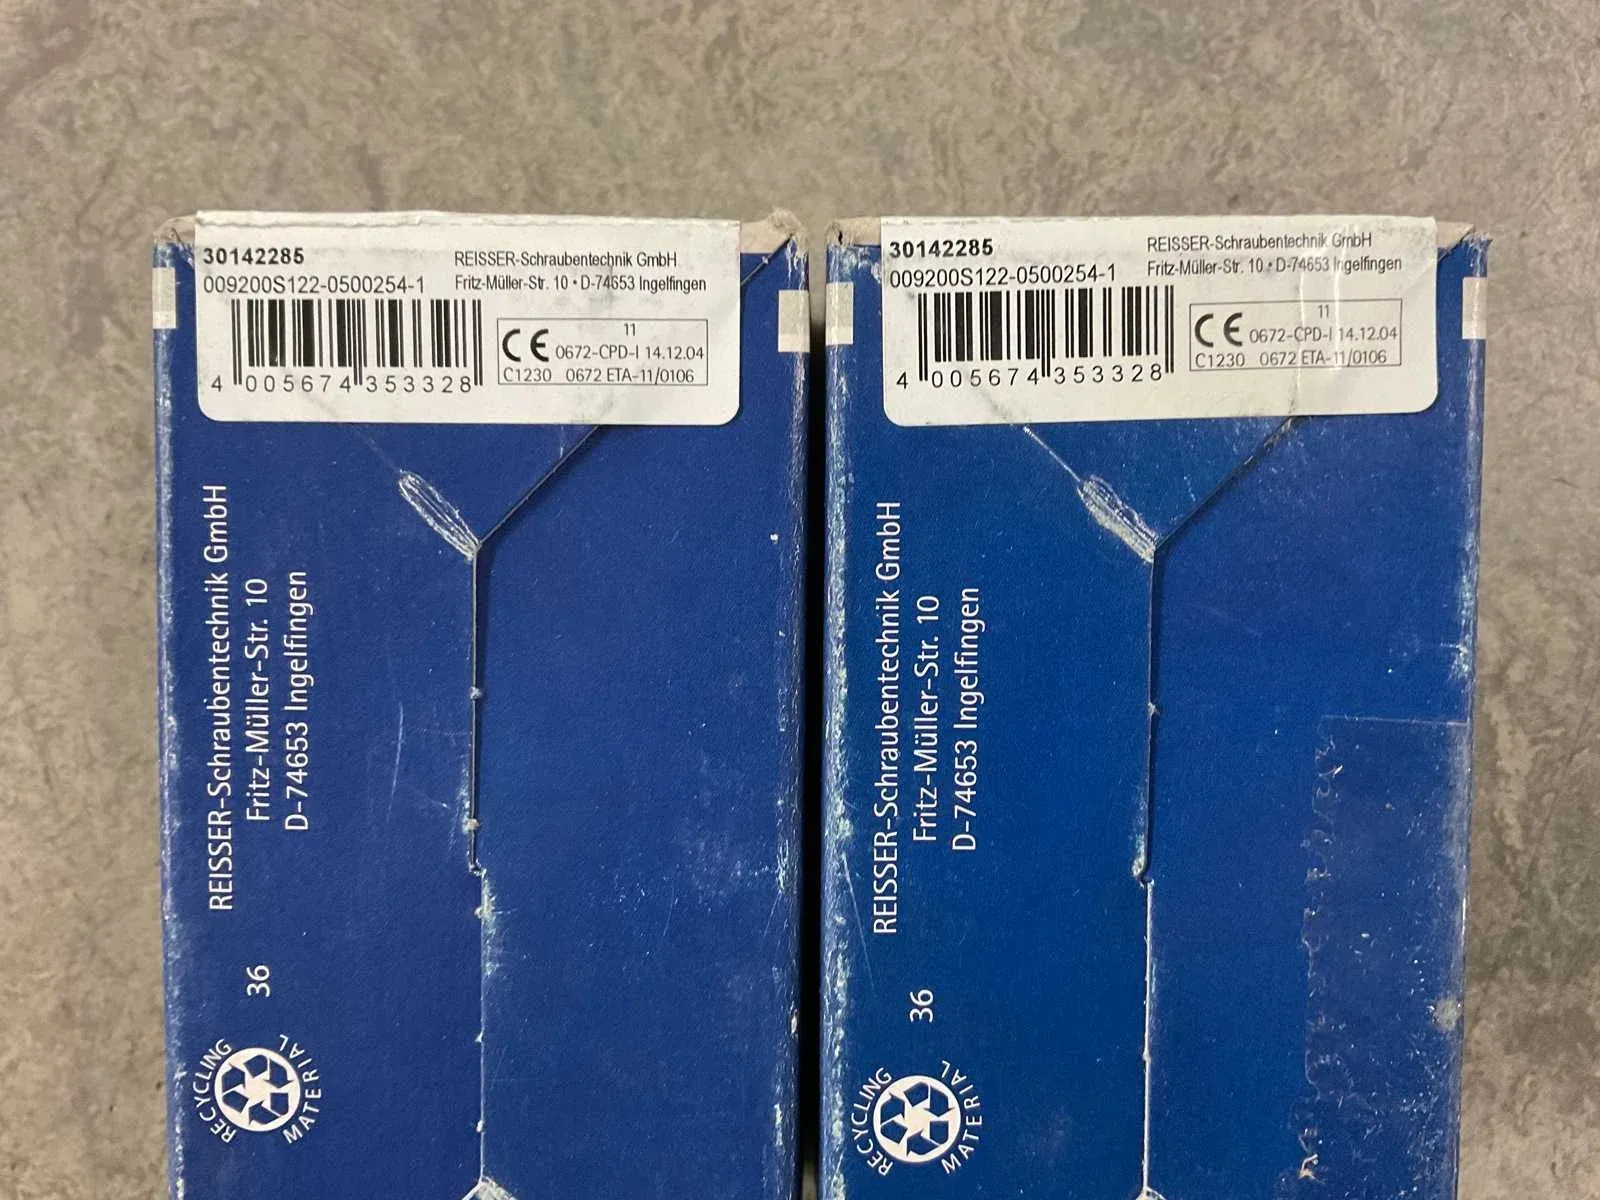 30142285
009200S122-0500254-1
REISSER-Schraubentechnik GmbH
Fritz-Müller-Str. 10 • D-74653 Ingelfingen
4 005674 353328
CE
11
0672-CPD-I 14.12.04
C1230 0672 ETA-11/0106
REISSER-Schraubentechnik GmbH
Fritz-Müller-Str. 10
D-74653 Ingelfingen
36
RECYCLING
MATERIAL
30142285
009200S122-0500254-1
REISSER-Schraubentechnik GmbH
Fritz-Müller-Str. 10 • D-74653 Ingelfingen
4 005674 353328
CE
11
0672-CPD-I 14.12.04
C1230 0672 ETA-11/0106
REISSER-Schraubentechnik GmbH
Fritz-Müller-Str. 10
D-74653 Ingelfingen
36
RECYCLING
MATERIAL